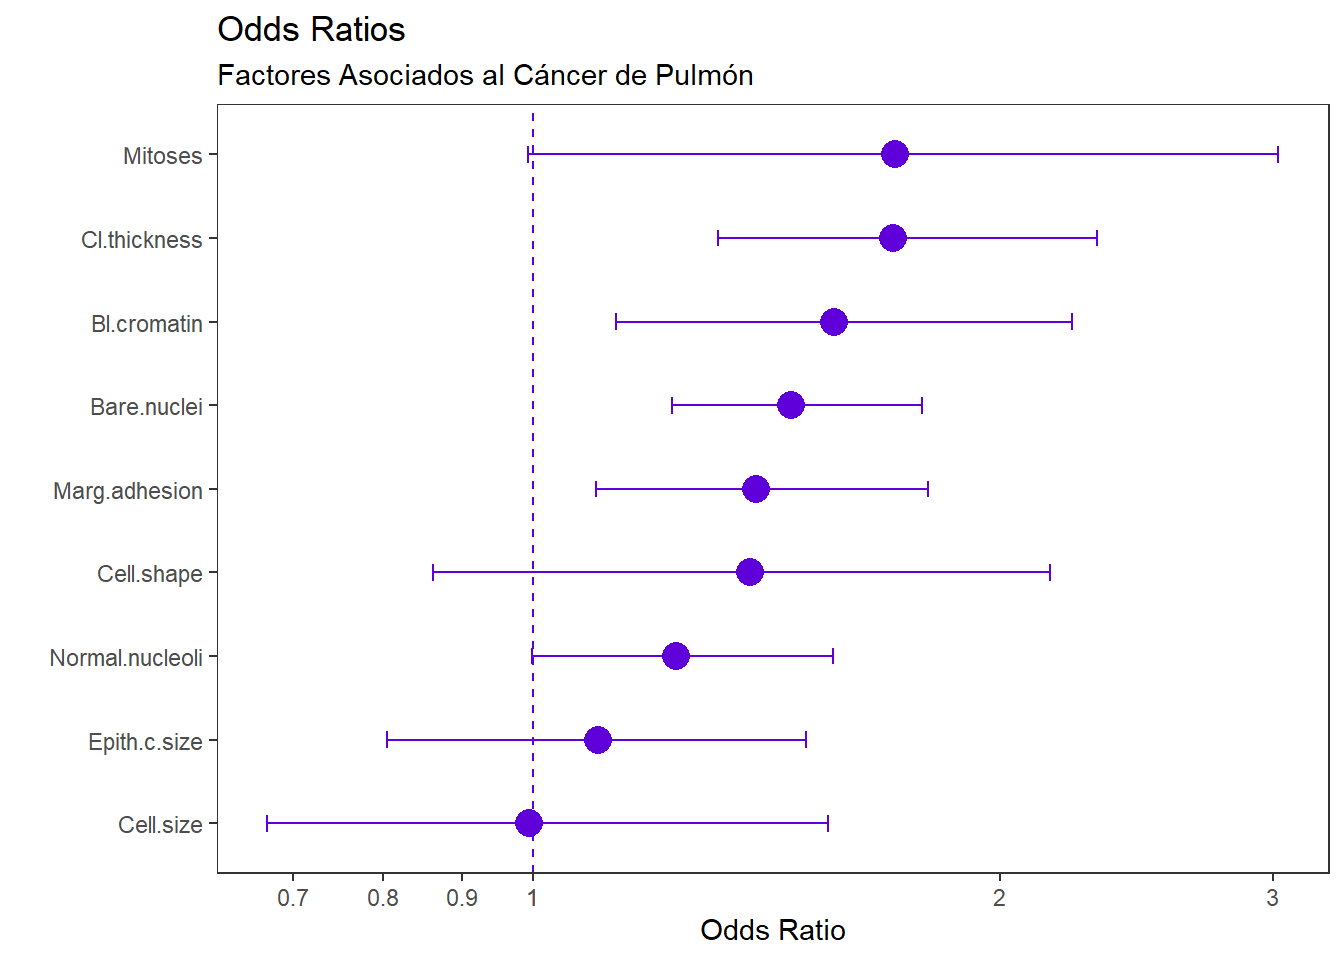 Odds Ratios
Factores Asociados al Cáncer de Pulmón
Mitoses
Cl.thickness
Bl.cromatin
Bare.nuclei
Marg.adhesion
Cell.shape
Normal.nucleoli
Epith.c.size
Cell.size
0.7 0.8 0.9 1 2 3
Odds Ratio